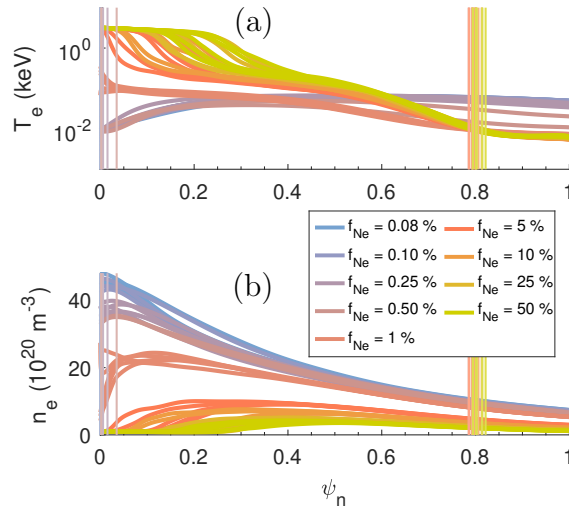 (a)
10^0
10^-2
T_e (keV)
0 0.2 0.4 0.6 0.8 1
f_Ne = 0.08 % f_Ne = 5 %
f_Ne = 0.10 % f_Ne = 10 %
f_Ne = 0.25 % f_Ne = 25 %
f_Ne = 0.50 % f_Ne = 50 %
f_Ne = 1 %
(b)
40
20
0
n_e (10^20 m^-3)
0 0.2 0.4 0.6 0.8 1
ψ_n